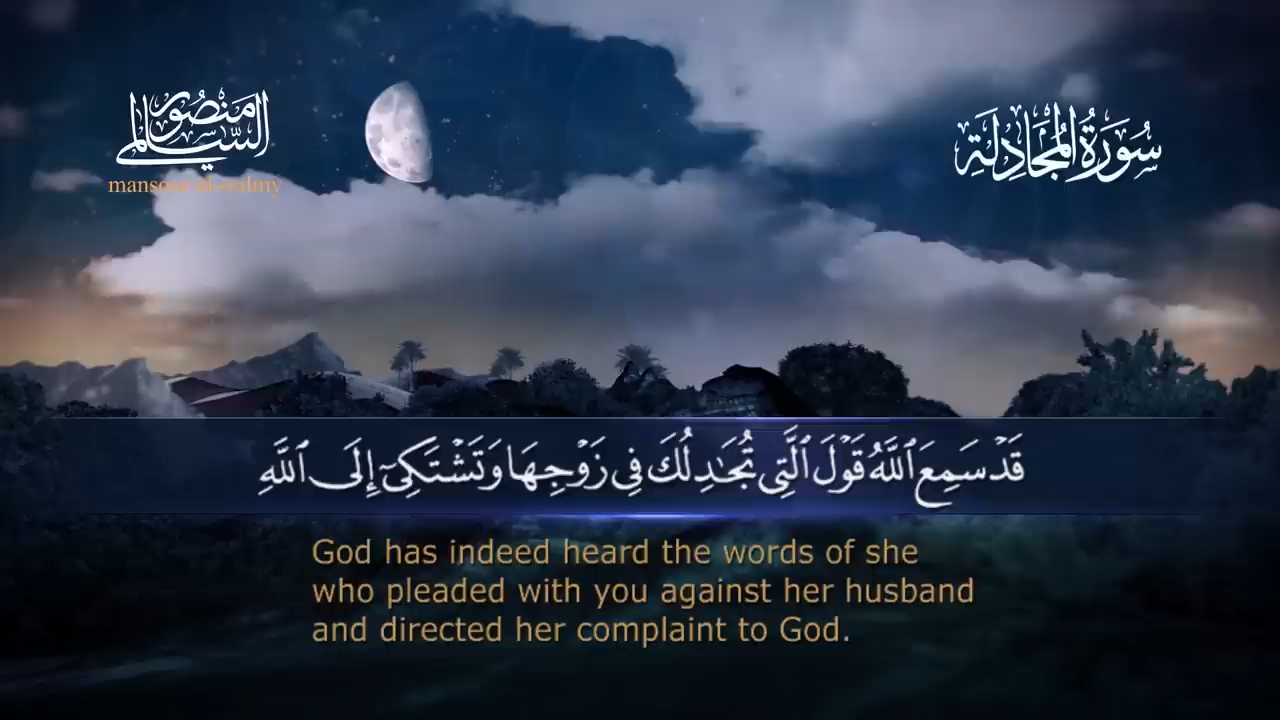 منصور السالمي
mansour al-salmy
سُورَةُ المُجَادِلَة
قَدْ سَمِعَ ٱللَّهُ قَوْلَ ٱلَّتِى تُجَٰدِلُكَ فِى زَوْجِهَا وَتَشْتَكِىٓ إِلَى ٱللَّهِ
God has indeed heard the words of she
who pleaded with you against her husband
and directed her complaint to God.